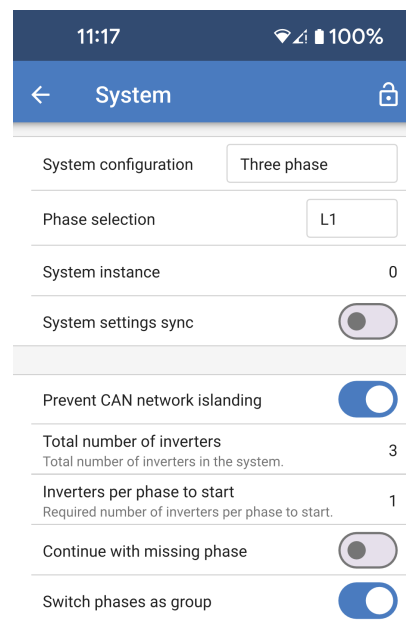 11:17 100%
System
System configuration Three phase
Phase selection L1
System instance 0
System settings sync
Prevent CAN network islanding
Total number of inverters
Total number of inverters in the system.
3
Inverters per phase to start
Required number of inverters per phase to start.
1
Continue with missing phase
Switch phases as group